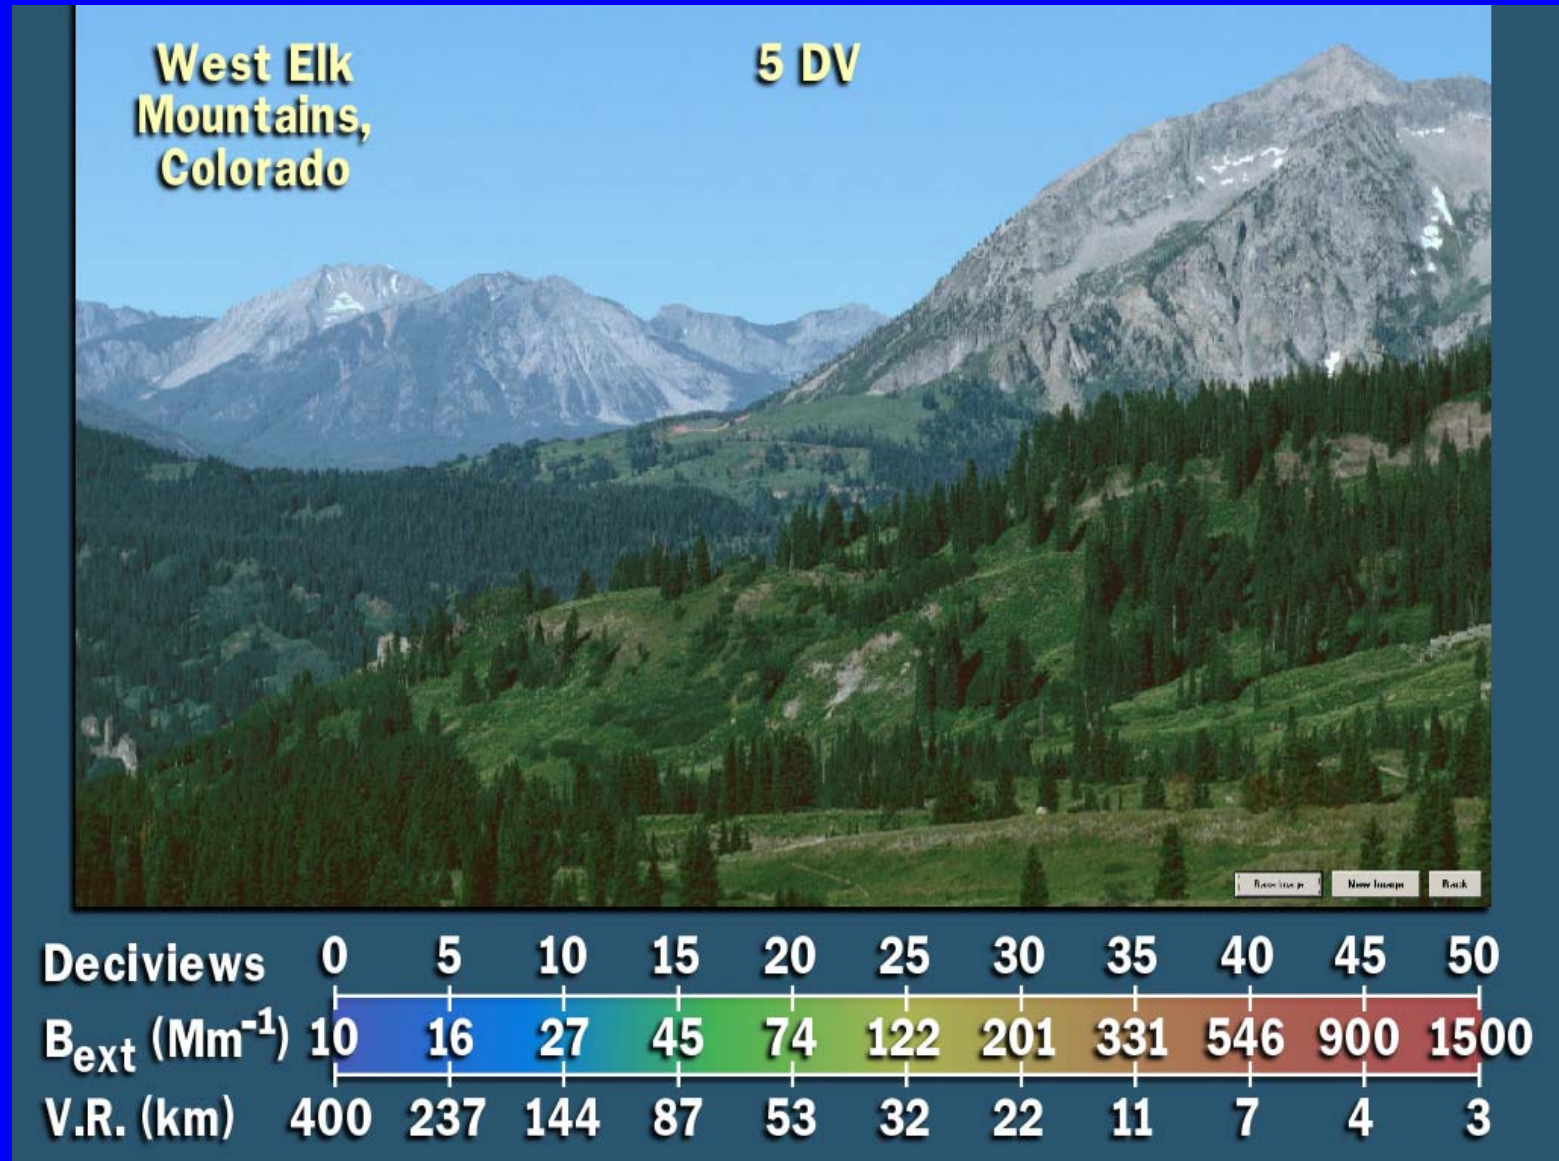 West Elk
Mountains,
Colorado
5 DV
New Image
Back
Deciviews 0 5 10 15 20 25 30 35 40 45 50
Bext (Mm-1) 10 16 27 45 74 122 201 331 546 900 1500
V.R. (km) 400 237 144 87 53 32 22 11 7 4 3